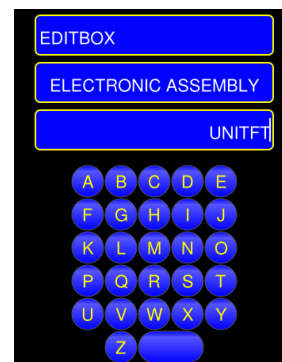 EDITBOX
ELECTRONIC ASSEMBLY
UNITFT
A B C D E
F G H I J
K L M N O
P Q R S T
U V W X Y
Z